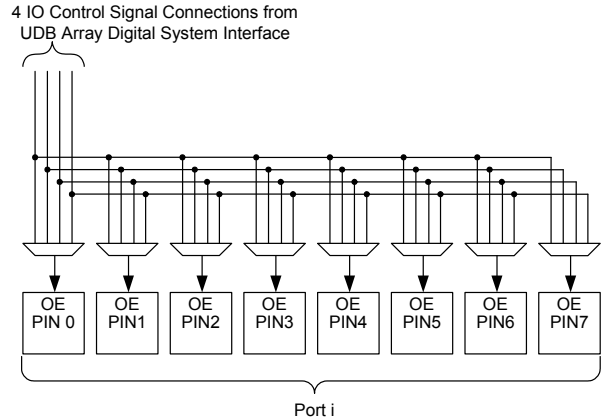 4 IO Control Signal Connections from
UDB Array Digital System Interface
OE
PIN 0
OE
PIN1
OE
PIN2
OE
PIN3
OE
PIN4
OE
PIN5
OE
PIN6
OE
PIN7
Port i